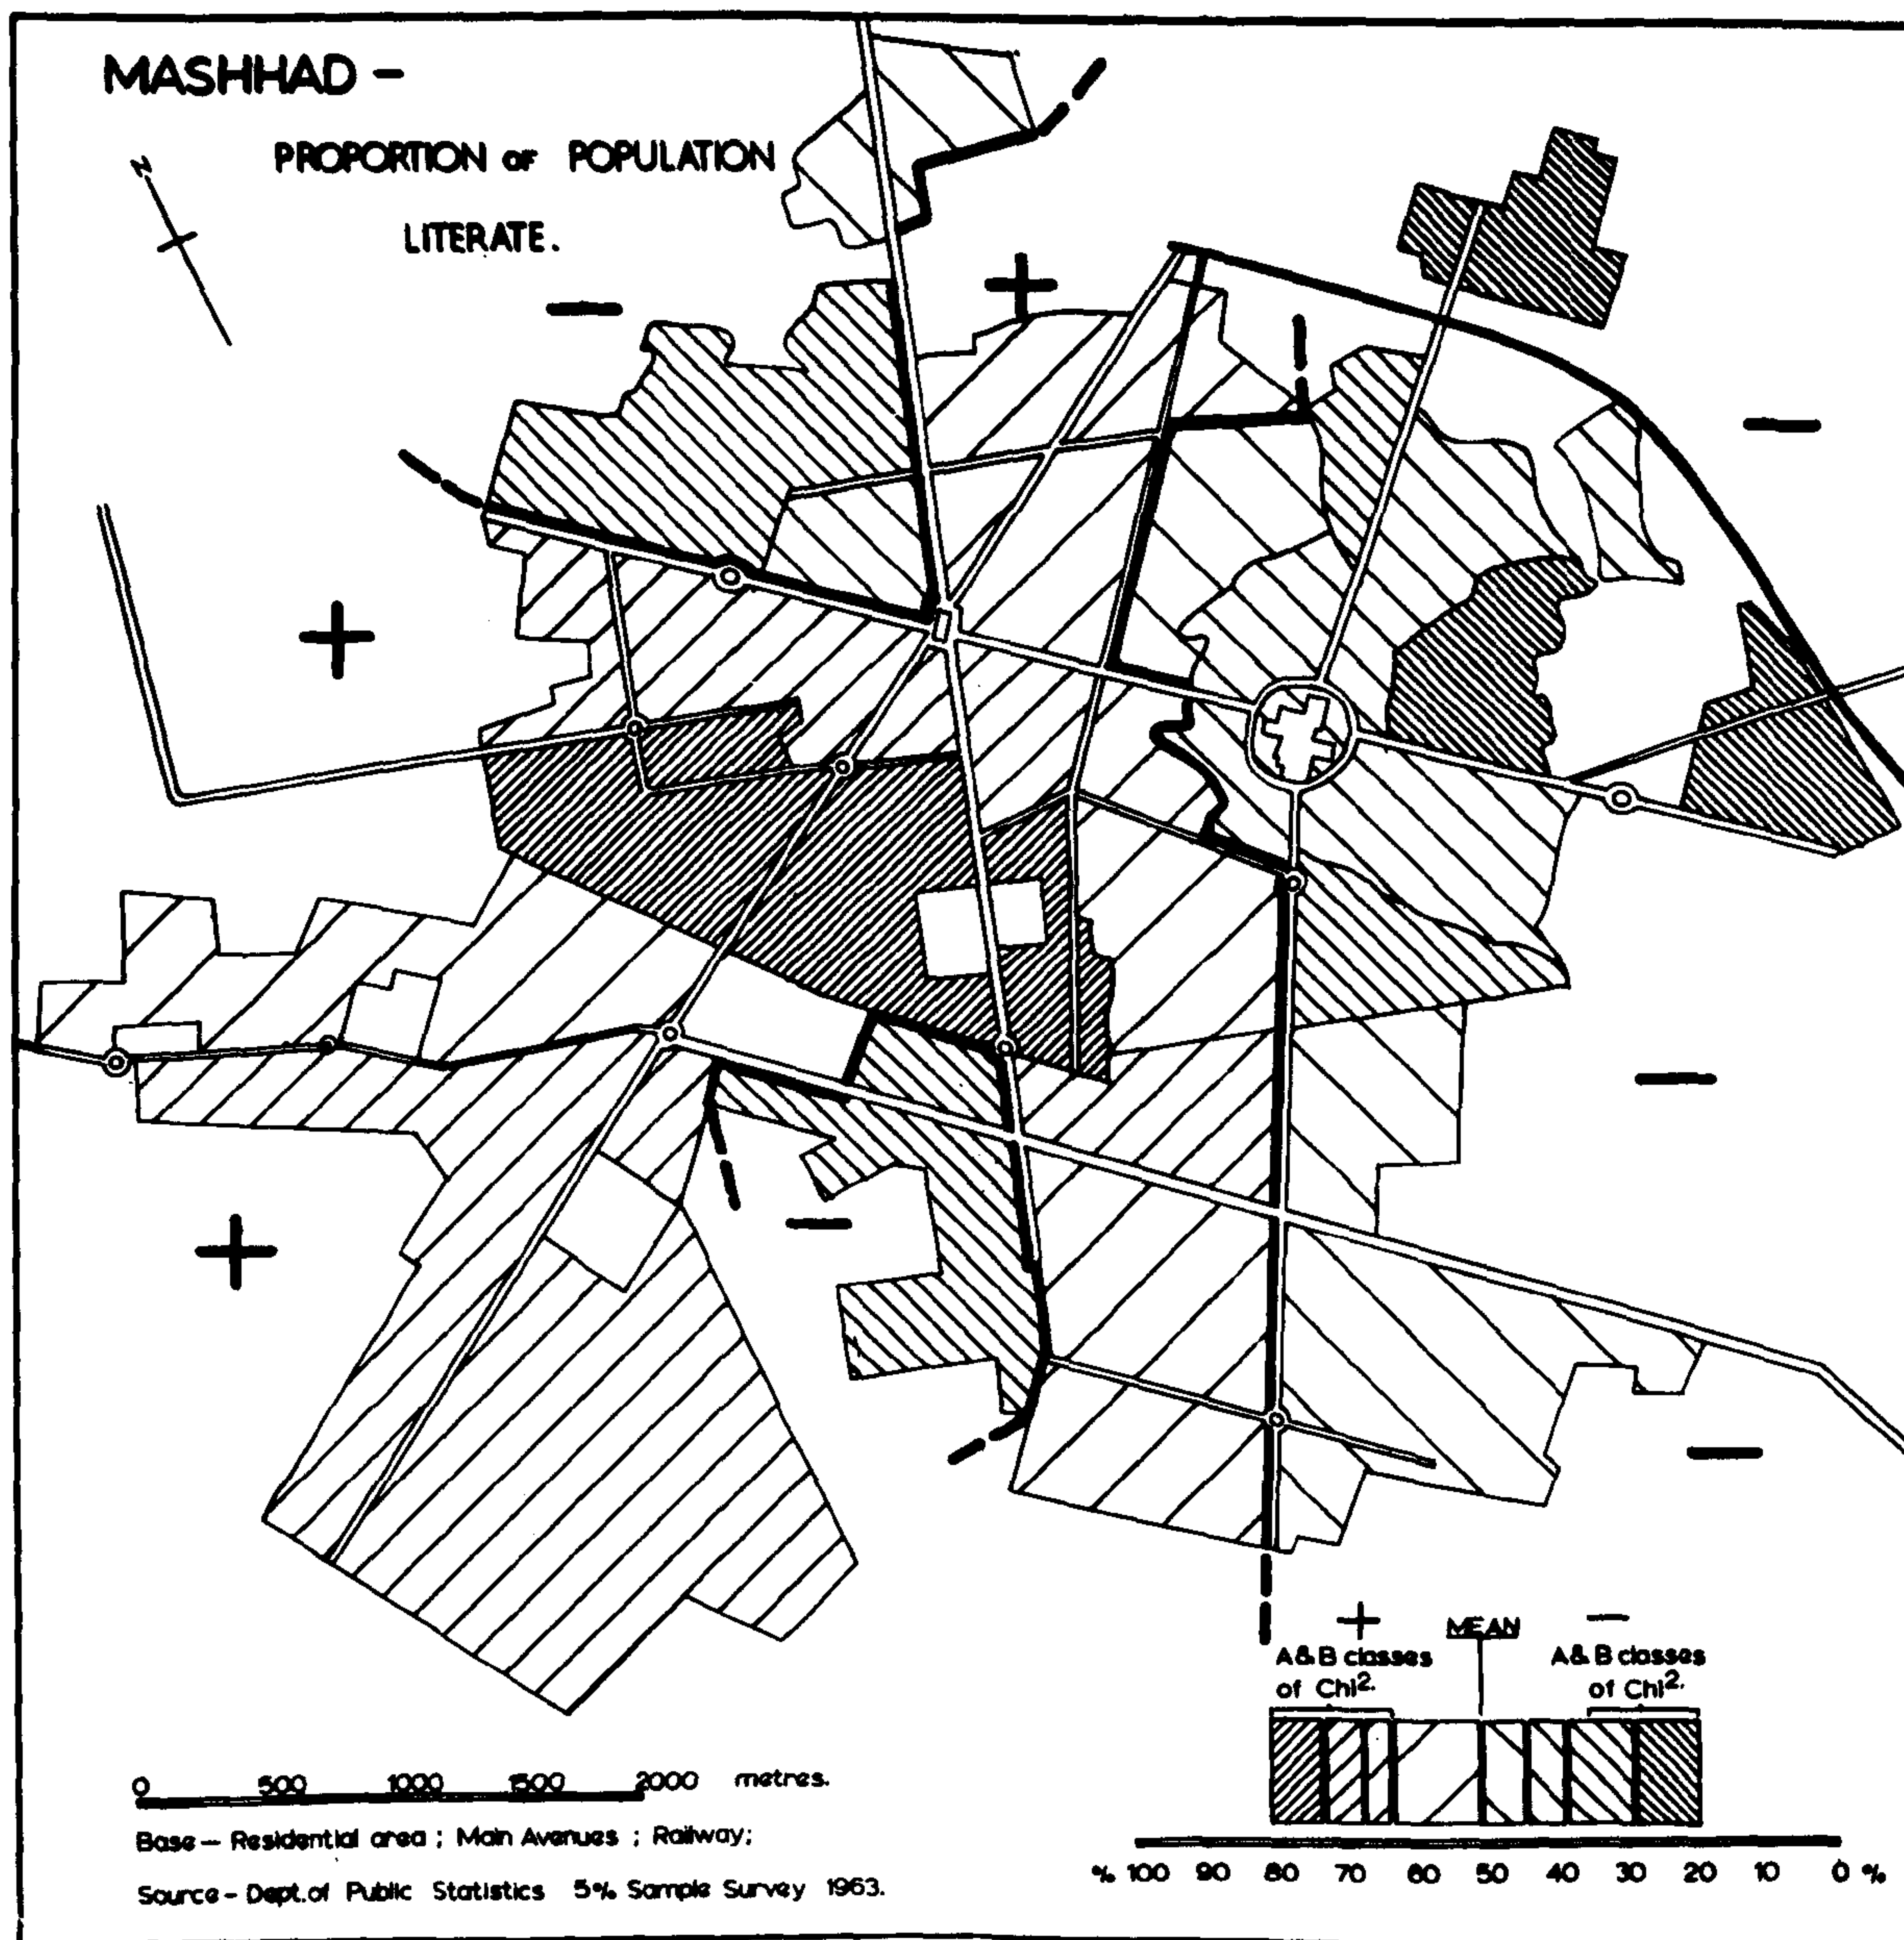 MASHHAD –
PROPORTION OF POPULATION
LITERATE.
N
+ MEAN –
A & B classes of Chi².
A & B classes of Chi².
0 500 1000 1500 2000 metres.
Base – Residential area ; Main Avenues ; Railway;
Source – Dept. of Public Statistics 5% Sample Survey 1963.
% 100 90 80 70 60 50 40 30 20 10 0 %